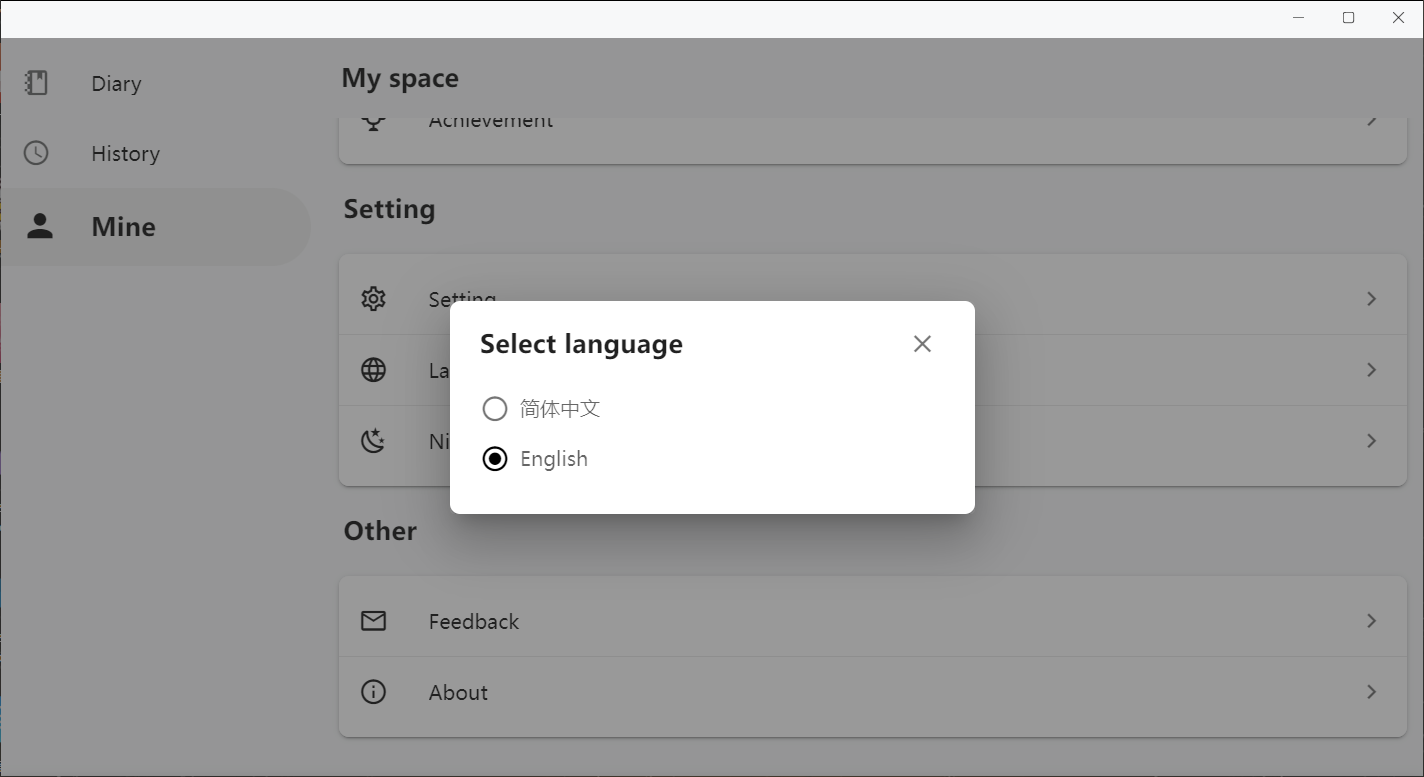 Diary
History
Mine
My space
Achievement
Setting
Setting
La
Ni
Select language
简体中文
English
Other
Feedback
About